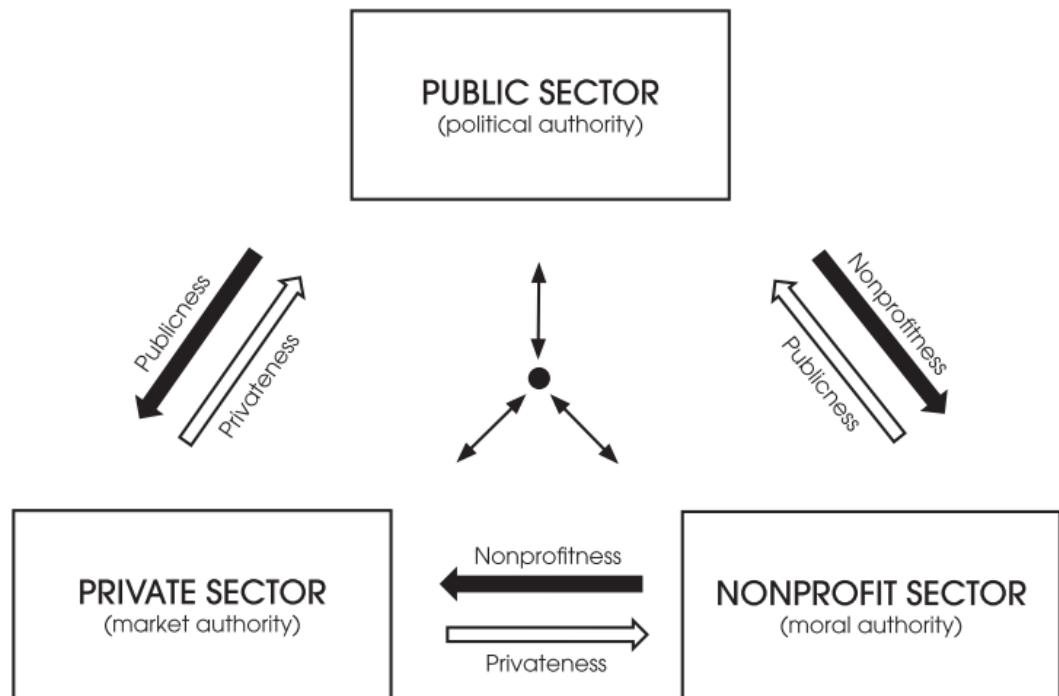 PUBLIC SECTOR
(political authority)
Publicness
Privateness
Nonprofitness
Publicness
PRIVATE SECTOR
(market authority)
Nonprofitness
Privateness
NONPROFIT SECTOR
(moral authority)